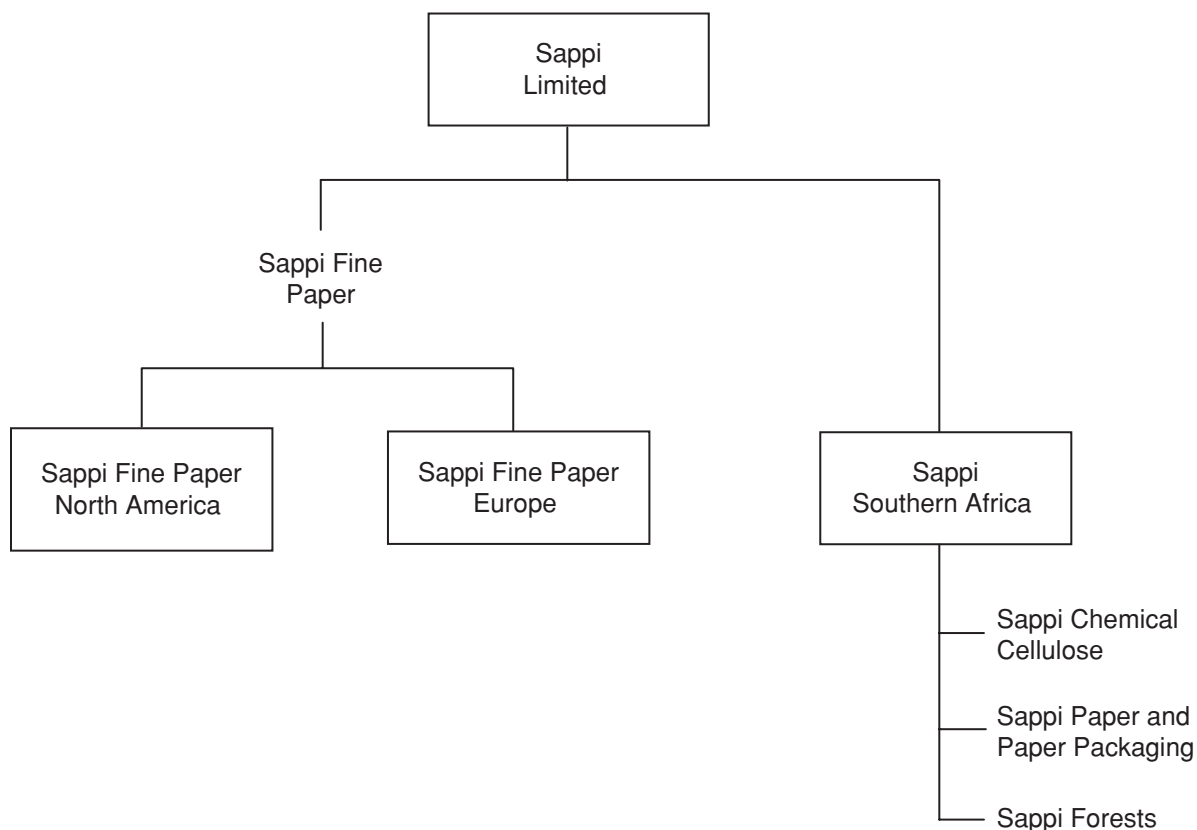 Sappi
Limited
Sappi Fine
Paper
Sappi Fine Paper
North America
Sappi Fine Paper
Europe
Sappi
Southern Africa
Sappi Chemical
Cellulose
Sappi Paper and
Paper Packaging
Sappi Forests